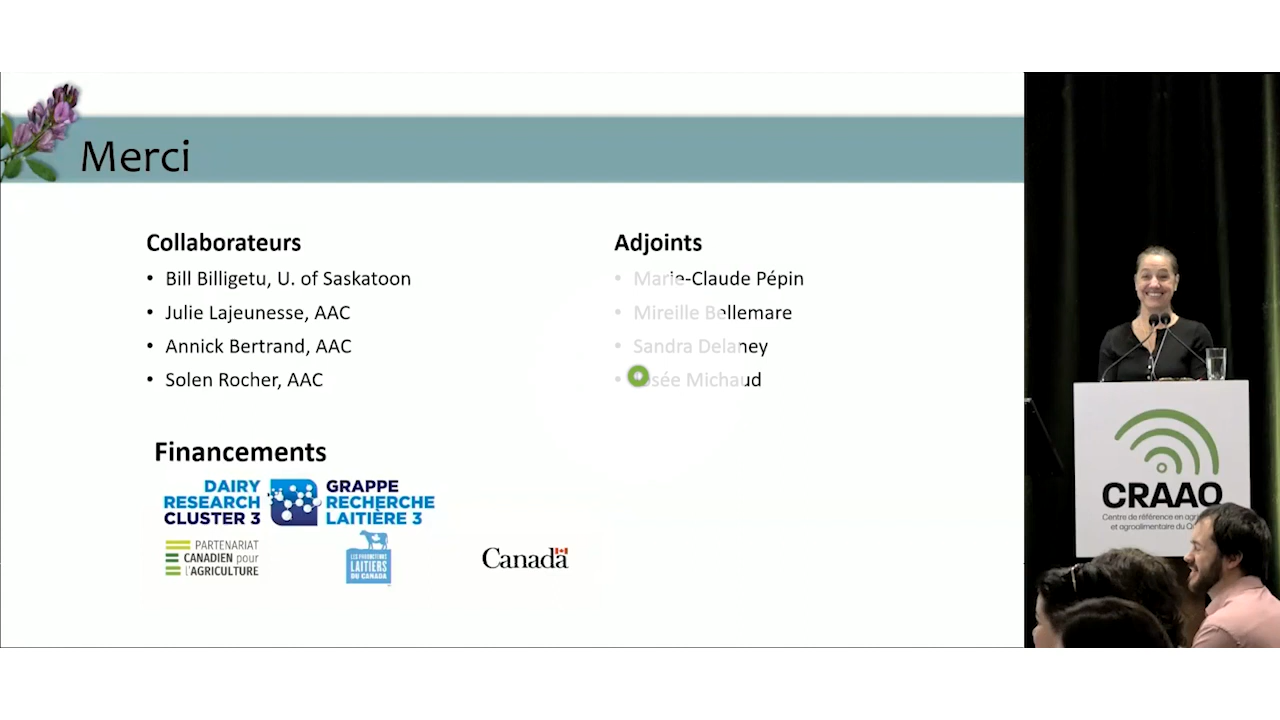 Merci
Collaborateurs
• Bill Billigetu, U. of Saskatoon
• Julie Lajeunesse, AAC
• Annick Bertrand, AAC
• Solen Rocher, AAC
Adjoints
• Marie-Claude Pépin
• Mireille Bellemare
• Sandra Delaney
• Josée Michaud
Financements
DAIRY
RESEARCH
CLUSTER 3
GRAPPE
RECHERCHE
LAITIÈRE 3
PARTENARIAT
CANADIEN pour
l'AGRICULTURE
LES PRODUCTEURS
LAITIERS
DU CANADA
Canada
CRAAQ
Centre de référence en
et agroalimentaire du